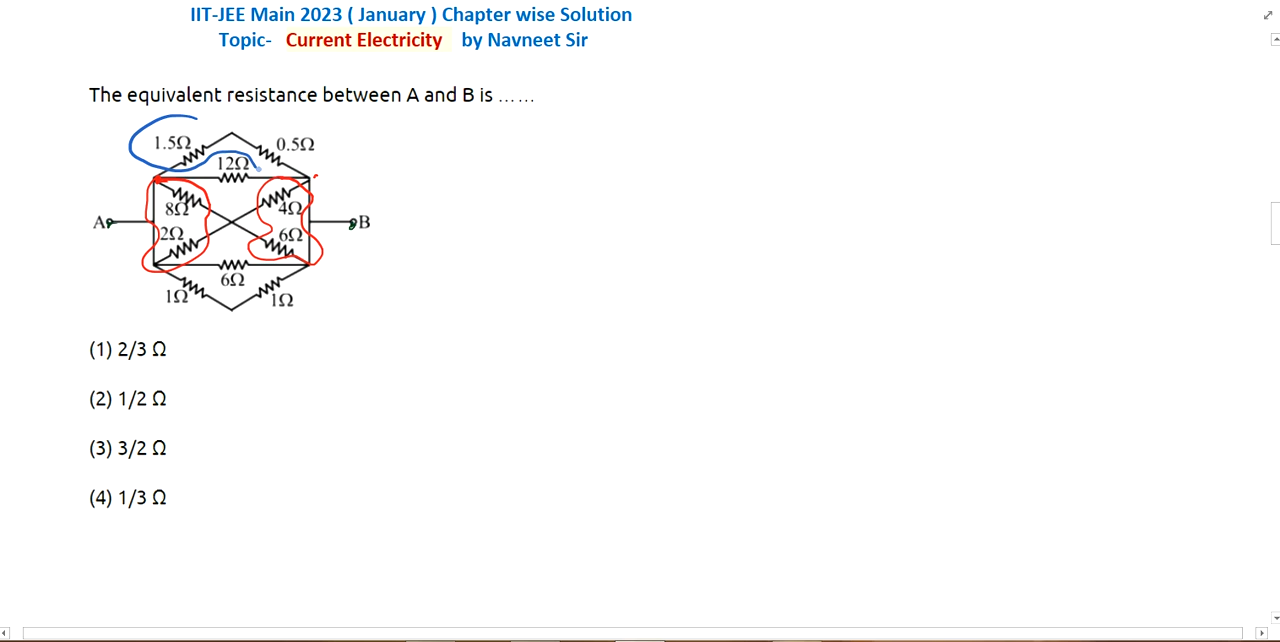 IIT-JEE Main 2023 ( January ) Chapter wise Solution
Topic- Current Electricity by Navneet Sir
The equivalent resistance between A and B is ......
1.5Ω 0.5Ω
12Ω
8Ω 4Ω
A B
2Ω 6Ω
6Ω
1Ω 1Ω
(1) 2/3 Ω
(2) 1/2 Ω
(3) 3/2 Ω
(4) 1/3 Ω